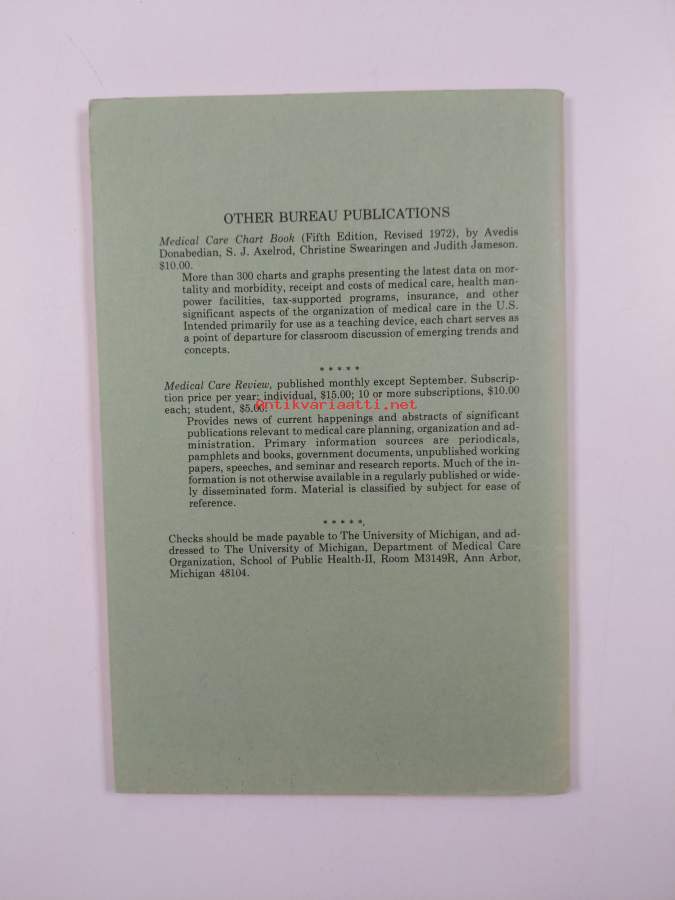 OTHER BUREAU PUBLICATIONS
Medical Care Chart Book (Fifth Edition, Revised 1972), by Avedis
Donabedian, S. J. Axelrod, Christine Swearingen and Judith Jameson.
$10.00.
More than 300 charts and graphs presenting the latest data on mor-
tality and morbidity, receipt and costs of medical care, health man-
power facilities, tax-supported programs, insurance, and other
significant aspects of the organization of medical care in the U.S.
Intended primarily for use as a teaching device, each chart serves as
a point of departure for classroom discussion of emerging trends and
concepts.
* * * * *
Medical Care Review, published monthly except September. Subscrip-
tion price per year: individual, $15.00; 10 or more subscriptions, $10.00
each; student, $5.00.
Antikvariaatti.net
Provides news of current happenings and abstracts of significant
publications relevant to medical care planning, organization and ad-
ministration. Primary information sources are periodicals,
pamphlets and books, government documents, unpublished working
papers, speeches, and seminar and research reports. Much of the in-
formation is not otherwise available in a regularly published or wide-
ly disseminated form. Material is classified by subject for ease of
reference.
* * * * *
Checks should be made payable to The University of Michigan, and ad-
dressed to The University of Michigan, Department of Medical Care
Organization, School of Public Health-II, Room M3149R, Ann Arbor,
Michigan 48104.